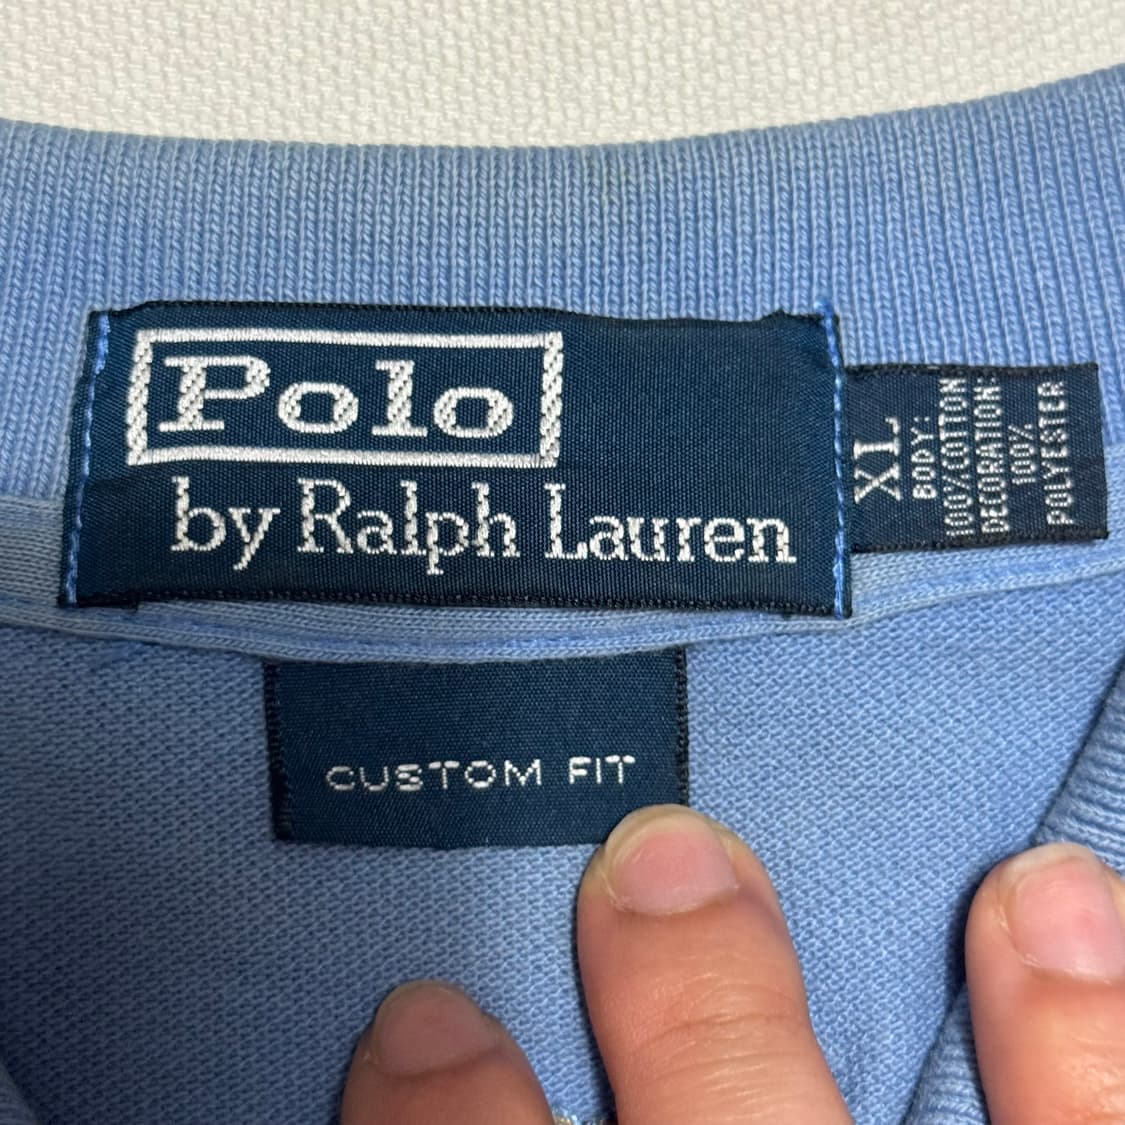 Polo
by Ralph Lauren
XL
BODY:
100%COTTON
DECORATION:
100%
POLYESTER
CUSTOM FIT